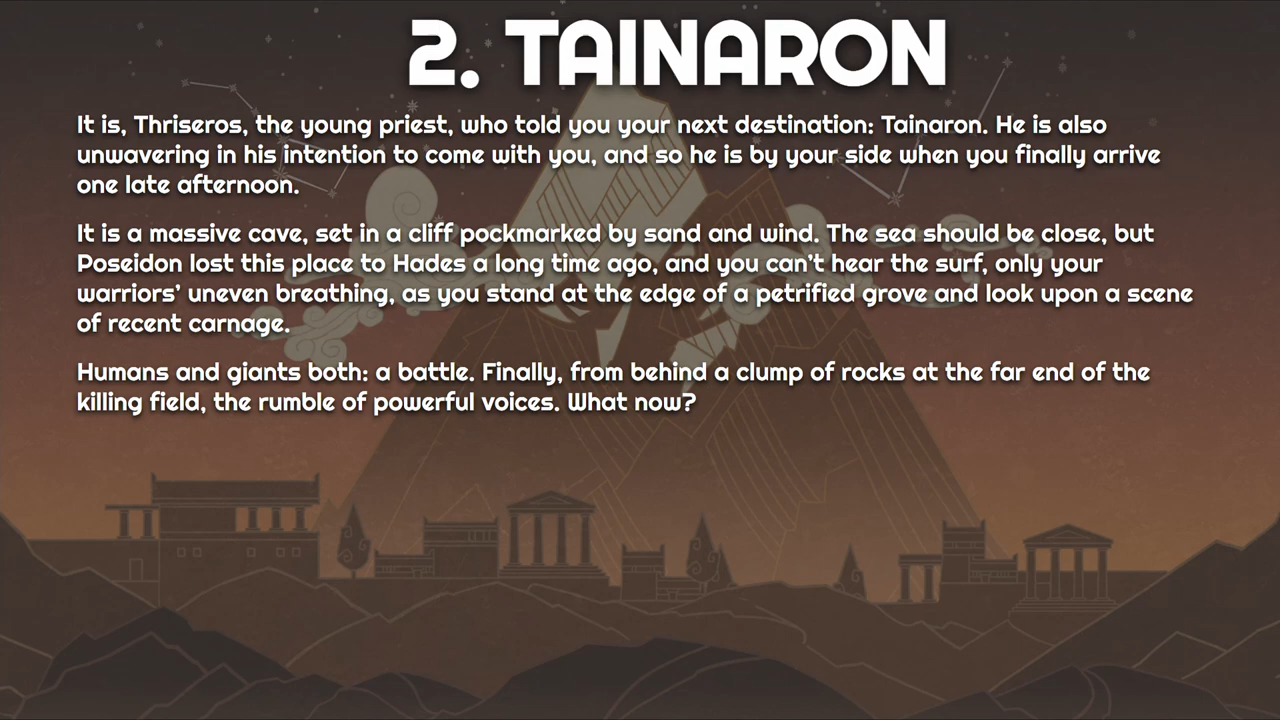 2. TAINARON
It is, Thriseros, the young priest, who told you your next destination: Tainaron. He is also
unwavering in his intention to come with you, and so he is by your side when you finally arrive
one late afternoon.
It is a massive cave, set in a cliff pockmarked by sand and wind. The sea should be close, but
Poseidon lost this place to Hades a long time ago, and you can't hear the surf, only your
warriors' uneven breathing, as you stand at the edge of a petrified grove and look upon a scene
of recent carnage.
Humans and giants both: a battle. Finally, from behind a clump of rocks at the far end of the
killing field, the rumble of powerful voices. What now?